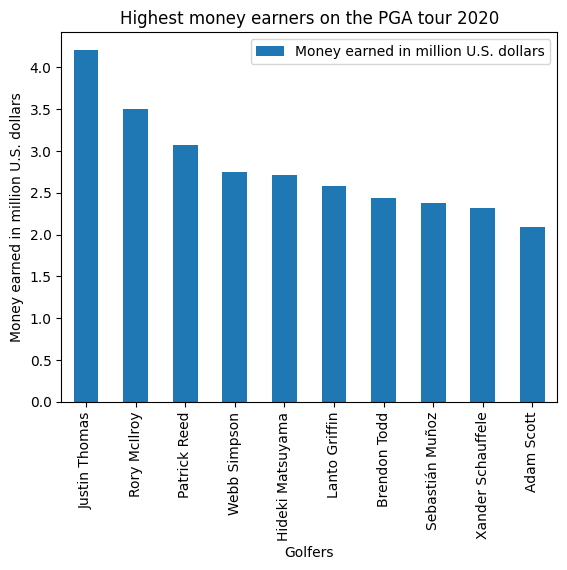 Highest money earners on the PGA tour 2020
Money earned in million U.S. dollars
Money earned in million U.S. dollars
4.0
3.5
3.0
2.5
2.0
1.5
1.0
0.5
0.0
Justin Thomas
Rory McIlroy
Patrick Reed
Webb Simpson
Hideki Matsuyama
Lanto Griffin
Brendon Todd
Sebastián Muñoz
Xander Schauffele
Adam Scott
Golfers